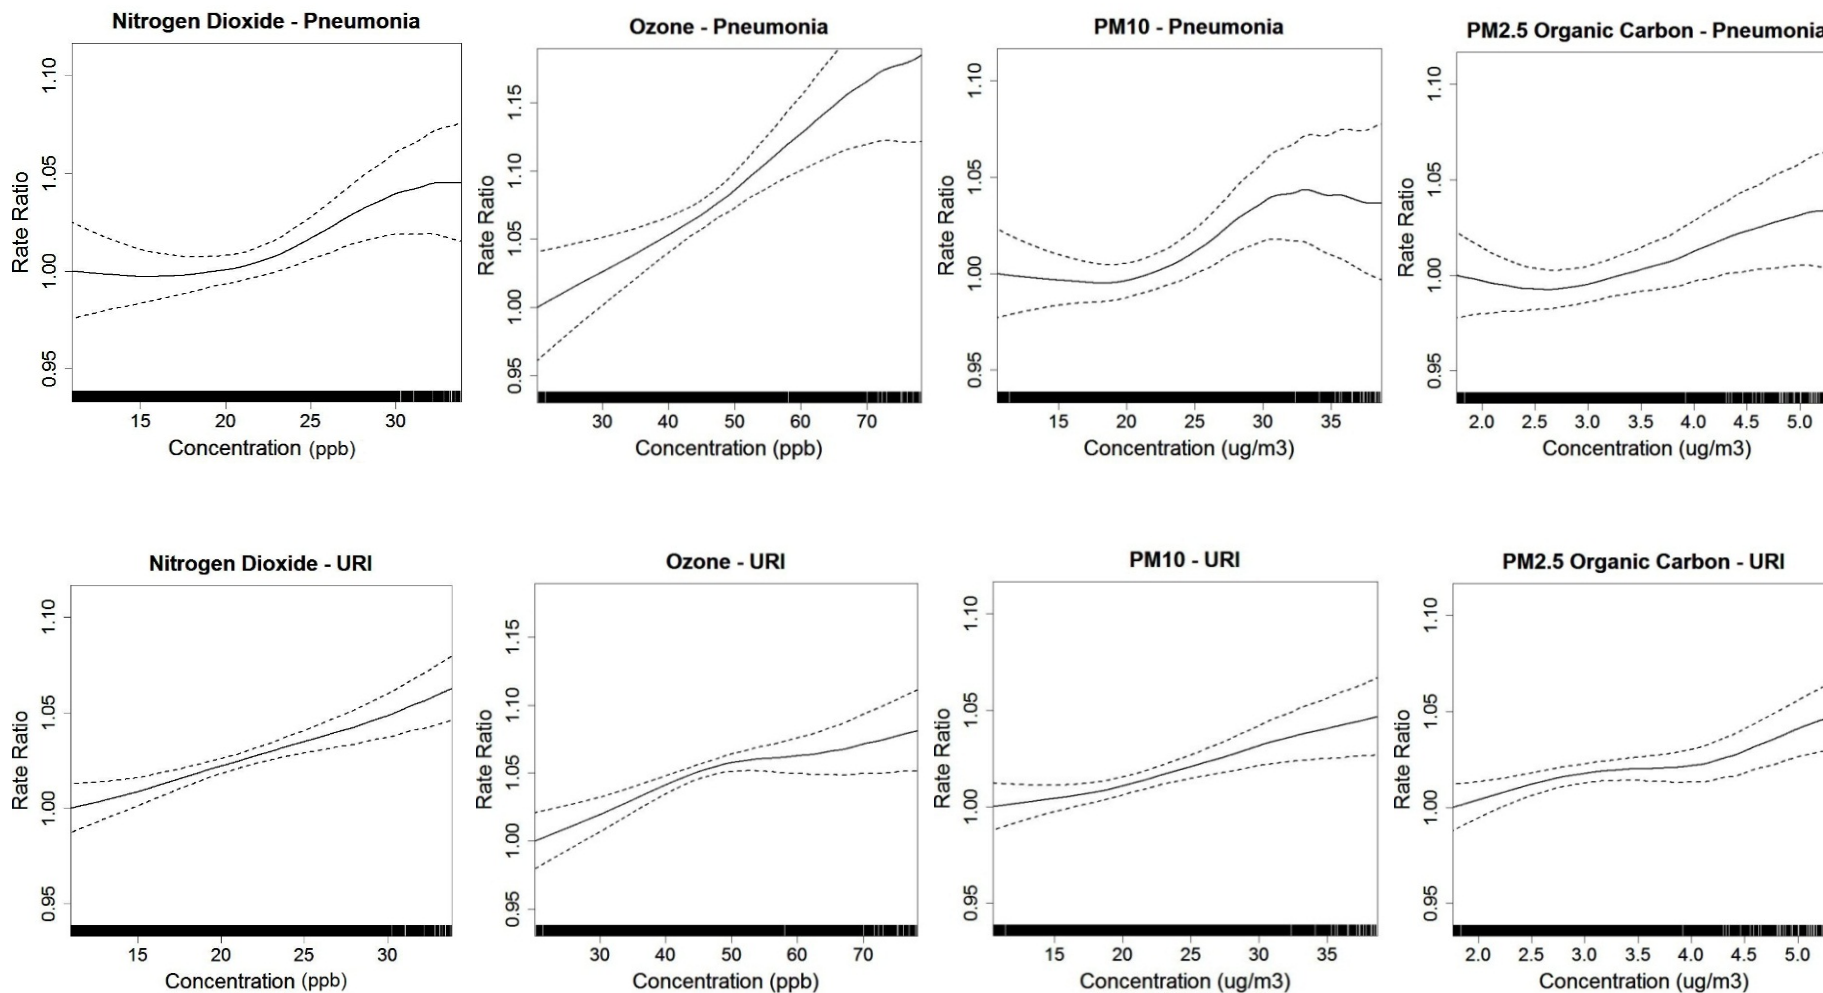 Nitrogen Dioxide - Pneumonia
Rate Ratio
1.10
1.05
1.00
0.95
15 20 25 30
Concentration (ppb)
Ozone - Pneumonia
Rate Ratio
1.15
1.10
1.05
1.00
0.95
30 40 50 60 70
Concentration (ppb)
PM10 - Pneumonia
Rate Ratio
1.10
1.05
1.00
0.95
15 20 25 30 35
Concentration (ug/m3)
PM2.5 Organic Carbon - Pneumonia
Rate Ratio
1.10
1.05
1.00
0.95
2.0 2.5 3.0 3.5 4.0 4.5 5.0
Concentration (ug/m3)
Nitrogen Dioxide - URI
Rate Ratio
1.10
1.05
1.00
0.95
15 20 25 30
Concentration (ppb)
Ozone - URI
Rate Ratio
1.15
1.10
1.05
1.00
0.95
30 40 50 60 70
Concentration (ppb)
PM10 - URI
Rate Ratio
1.10
1.05
1.00
0.95
15 20 25 30 35
Concentration (ug/m3)
PM2.5 Organic Carbon - URI
Rate Ratio
1.10
1.05
1.00
0.95
2.0 2.5 3.0 3.5 4.0 4.5 5.0
Concentration (ug/m3)